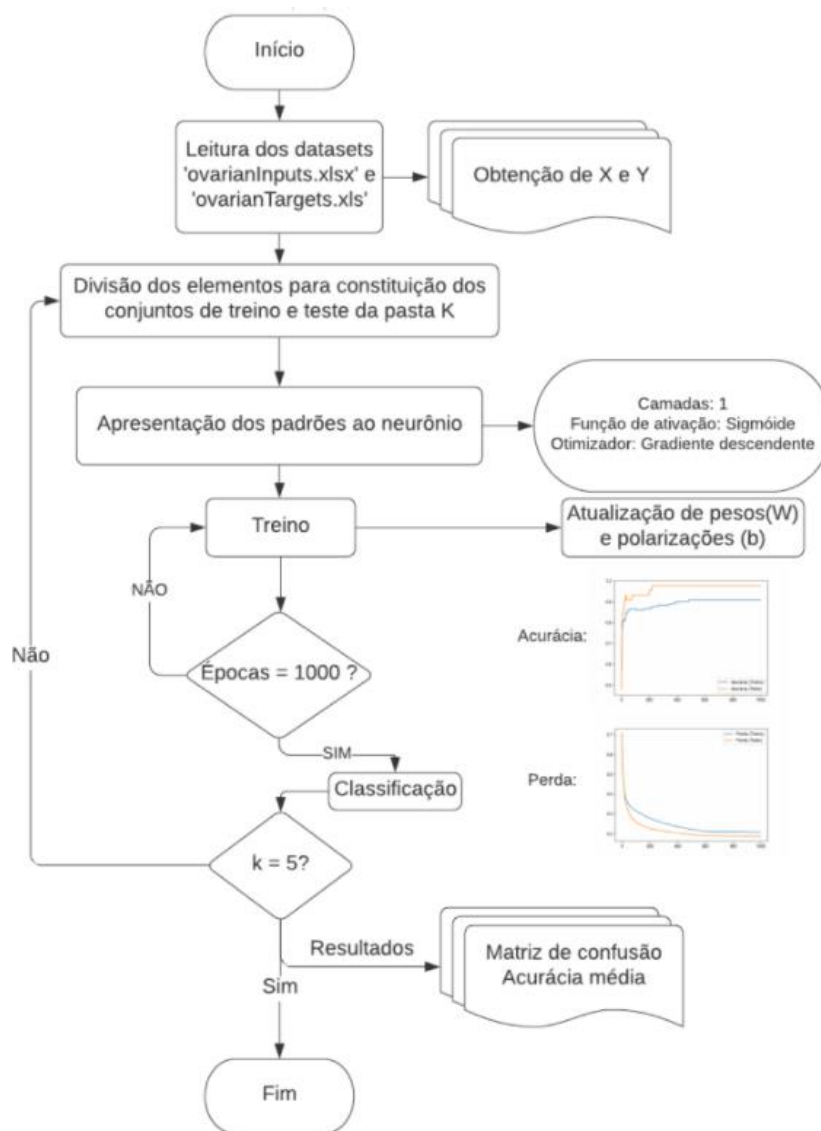 Início
Leitura dos datasets
'ovarianInputs.xlsx' e
'ovarianTargets.xls'
Obtenção de X e Y
Divisão dos elementos para constituição dos
conjuntos de treino e teste da pasta K
Apresentação dos padrões ao neurônio
Camadas: 1
Função de ativação: Sigmóide
Otimizador: Gradiente descendente
Treino
Atualização de pesos(W)
e polarizações (b)
NÃO
Acurácia:
Não
Épocas = 1000 ?
SIM
Classificação
Perda:
k = 5?
Resultados
Matriz de confusão
Acurácia média
Sim
Fim